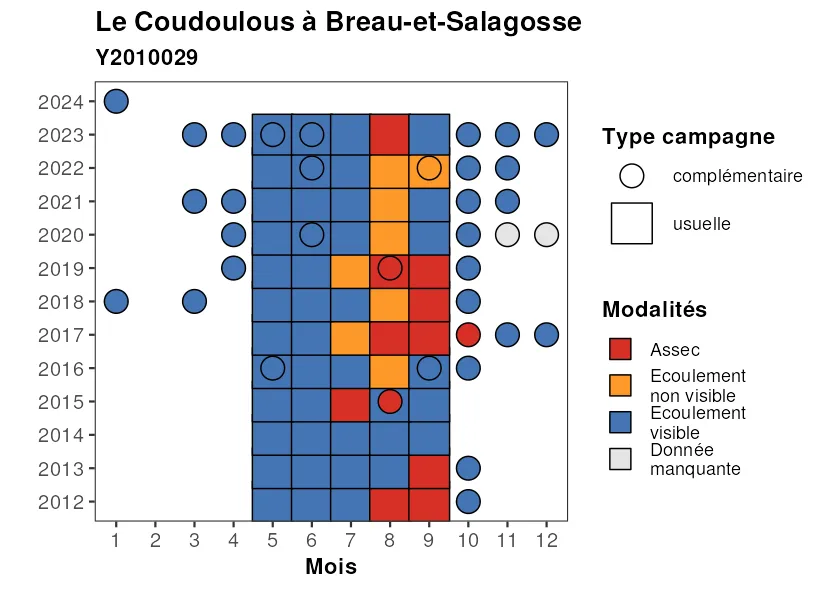 Le Coudoulous à Breau-et-Salagosse
Y2010029
2024
2023
2022
2021
2020
2019
2018
2017
2016
2015
2014
2013
2012
1 2 3 4 5 6 7 8 9 10 11 12
Mois
Type campagne
complémentaire
usuelle
Modalités
Assec
Ecoulement
non visible
Ecoulement
visible
Donnée
manquante